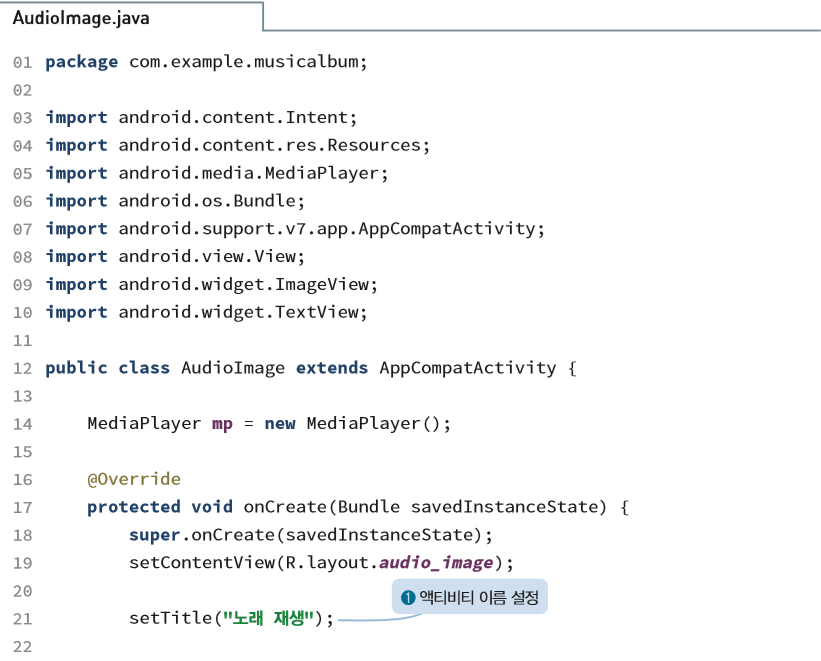 AudioImage.java
01 package com.example.musicalbum;
02
03 import android.content.Intent;
04 import android.content.res.Resources;
05 import android.media.MediaPlayer;
06 import android.os.Bundle;
07 import android.support.v7.app.AppCompatActivity;
08 import android.view.View;
09 import android.widget.ImageView;
10 import android.widget.TextView;
11
12 public class AudioImage extends AppCompatActivity {
13
14     MediaPlayer mp = new MediaPlayer();
15
16     @Override
17     protected void onCreate(Bundle savedInstanceState) {
18         super.onCreate(savedInstanceState);
19         setContentView(R.layout.audio_image);
20
❶ 액티비티 이름 설정
21         setTitle("노래 재생");
22